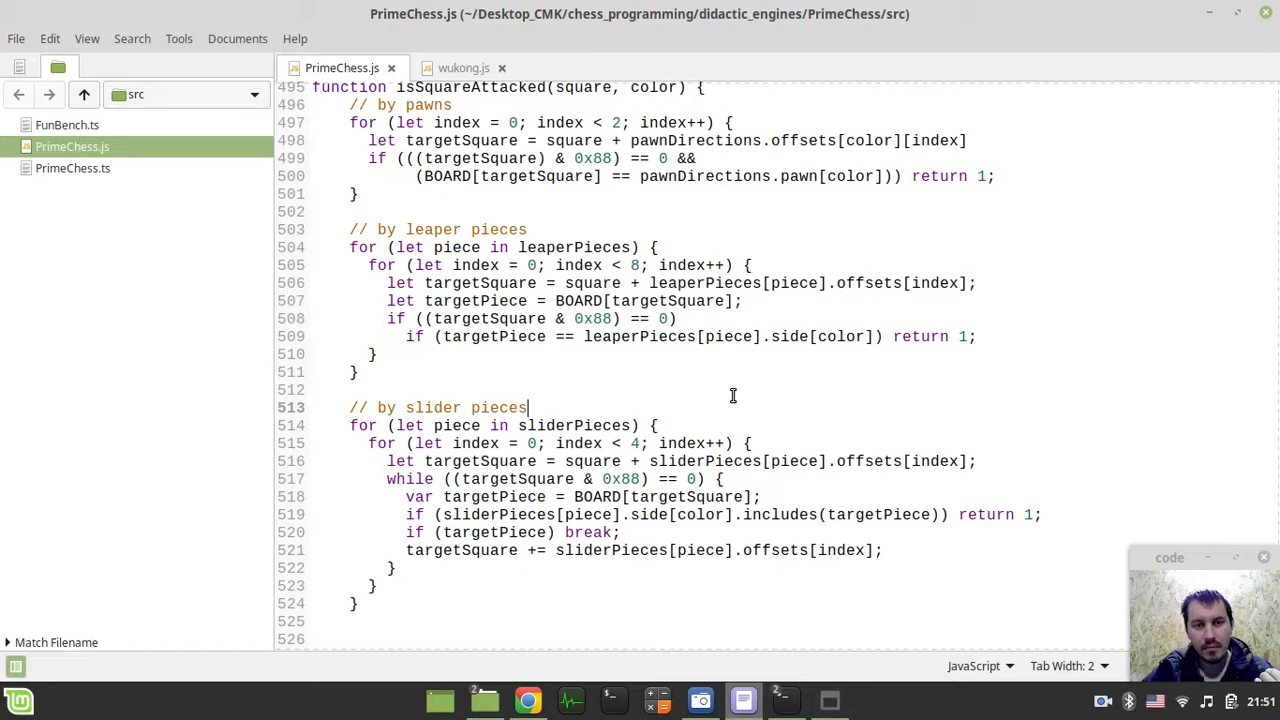 PrimeChess.js (~/Desktop_CMK/chess_programming/didactic_engines/PrimeChess/src)
File Edit View Search Tools Documents Help
PrimeChess.js
wukong.js
src
FunBench.ts
PrimeChess.js
PrimeChess.ts
495 function isSquareAttacked(square, color) {
496 // by pawns
497 for (let index = 0; index < 2; index++) {
498 let targetSquare = square + pawnDirections.offsets[color][index]
499 if (((targetSquare) & 0x88) == 0 &&
500 (BOARD[targetSquare] == pawnDirections.pawn[color])) return 1;
501 }
502
503 // by leaper pieces
504 for (let piece in leaperPieces) {
505 for (let index = 0; index < 8; index++) {
506 let targetSquare = square + leaperPieces[piece].offsets[index];
507 let targetPiece = BOARD[targetSquare];
508 if ((targetSquare & 0x88) == 0)
509 if (targetPiece == leaperPieces[piece].side[color]) return 1;
510 }
511 }
512
513 // by slider pieces
514 for (let piece in sliderPieces) {
515 for (let index = 0; index < 4; index++) {
516 let targetSquare = square + sliderPieces[piece].offsets[index];
517 while ((targetSquare & 0x88) == 0) {
518 var targetPiece = BOARD[targetSquare];
519 if (sliderPieces[piece].side[color].includes(targetPiece)) return 1;
520 if (targetPiece) break;
521 targetSquare += sliderPieces[piece].offsets[index];
522 }
523 }
524 }
525
526
code
Match Filename
JavaScript
Tab Width: 2
2
2
21:51